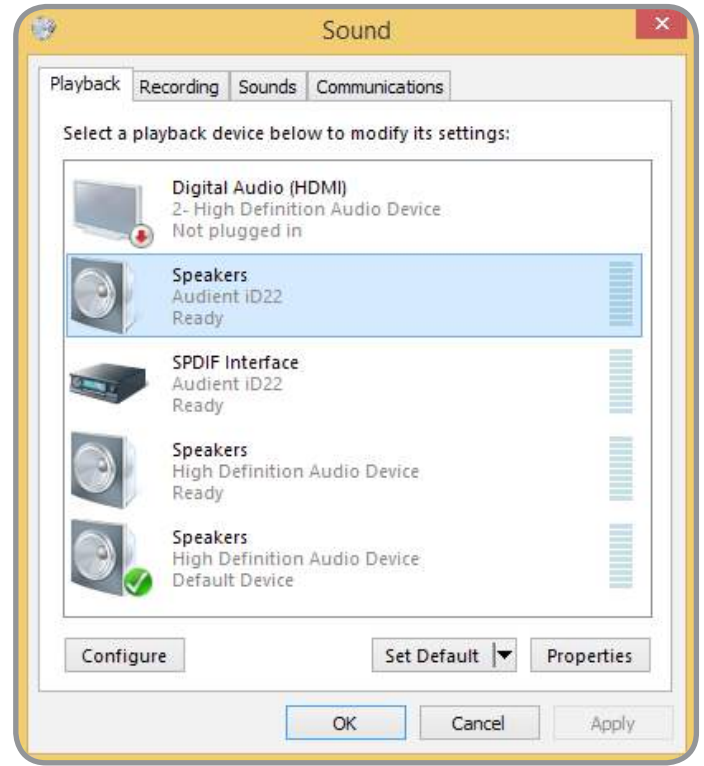 Sound
Playback Recording Sounds Communications
Select a playback device below to modify its settings:
Digital Audio (HDMI)
2- High Definition Audio Device
Not plugged in
Speakers
Audient iD22
Ready
SPDIF Interface
Audient iD22
Ready
Speakers
High Definition Audio Device
Ready
Speakers
High Definition Audio Device
Default Device
Configure Set Default Properties
OK Cancel Apply